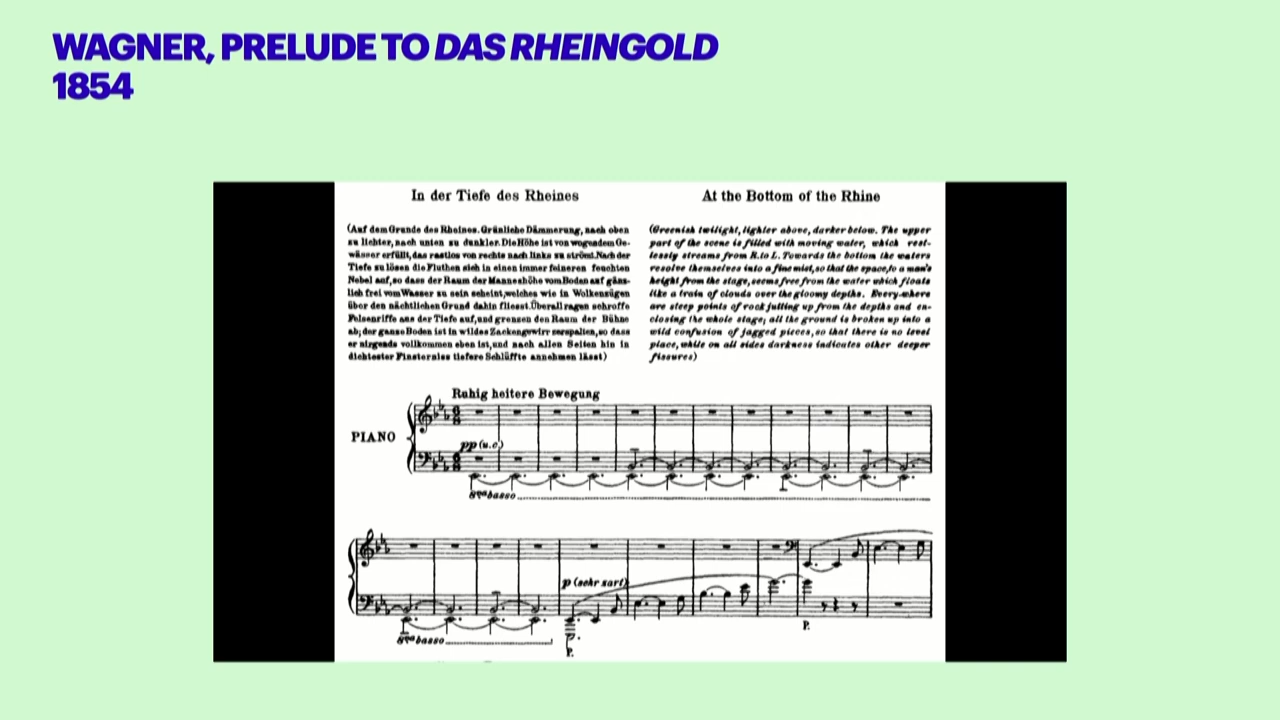 WAGNER, PRELUDE TO DAS RHEINGOLD
1854
In der Tiefe des Rheines
(Auf dem Grunde des Rheines. Grünliche Dämmerung, nach oben
zu lichter, nach unten zu dunkler. Die Höhe ist von wogendem Ge-
wässer erfüllt, das rastlos von rechts nach links zu strömt. Nach der
Tiefe zu lösen die Fluthen sich in einen immer feineren feuchten
Nebel auf, so dass der Raum der Manneshöhe vom Boden auf gänz-
lich frei vom Wasser zu sein scheint, welches wie in Wolkenzügen
über den nächtlichen Grund dahin fliesst. Überall ragen schroffe
Felsenriffe aus der Tiefe auf, und grenzen den Raum der Bühne
ab; der ganze Boden ist in wildes Zackengewirr zerspalten, so dass
er nirgends vollkommen eben ist, und nach allen Seiten hin in
dichtester Finsterniss tiefere Schlüffte annehmen lässt)
At the Bottom of the Rhine
(Greenish twilight, lighter above, darker below. The upper
part of the scene is filled with moving water, which rest-
lessly streams from R. to L. Towards the bottom the waters
resolve themselves into a fine mist, so that the space, to a man's
height from the stage, seems free from the water which floats
like a train of clouds over the gloomy depths. Every-where
are steep points of rock jutting up from the depths and en-
closing the whole stage; all the ground is broken up into a
wild confusion of jagged pieces, so that there is no level
place, while on all sides darkness indicates other deeper
fissures)
Ruhig heitere Bewegung
PIANO
pp (u.c)
8va basso
p (sehr zart)
8va basso
P.
P.